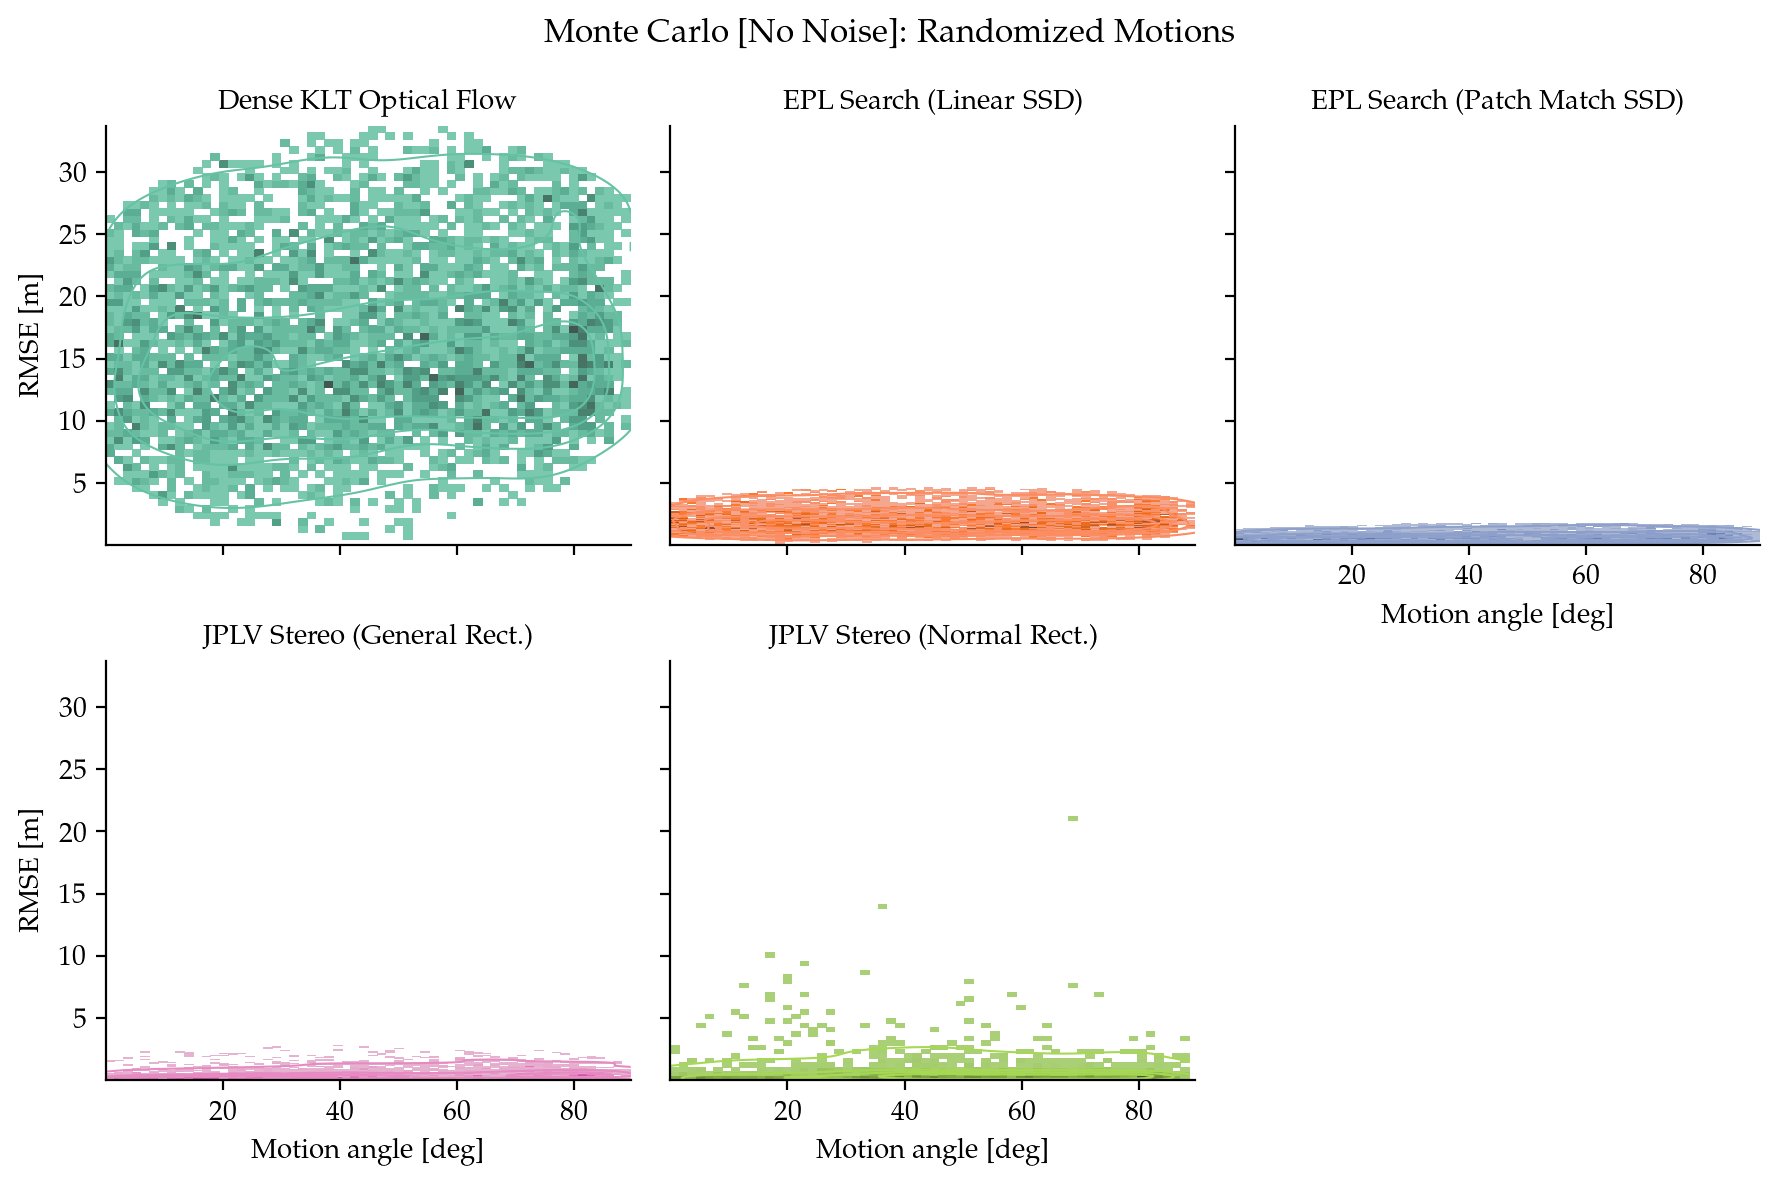 Monte Carlo [No Noise]: Randomized Motions
Dense KLT Optical Flow
EPL Search (Linear SSD)
EPL Search (Patch Match SSD)
RMSE [m]
30
25
20
15
10
5
20 40 60 80
Motion angle [deg]
JPLV Stereo (General Rect.)
JPLV Stereo (Normal Rect.)
RMSE [m]
30
25
20
15
10
5
20 40 60 80
Motion angle [deg]
20 40 60 80
Motion angle [deg]